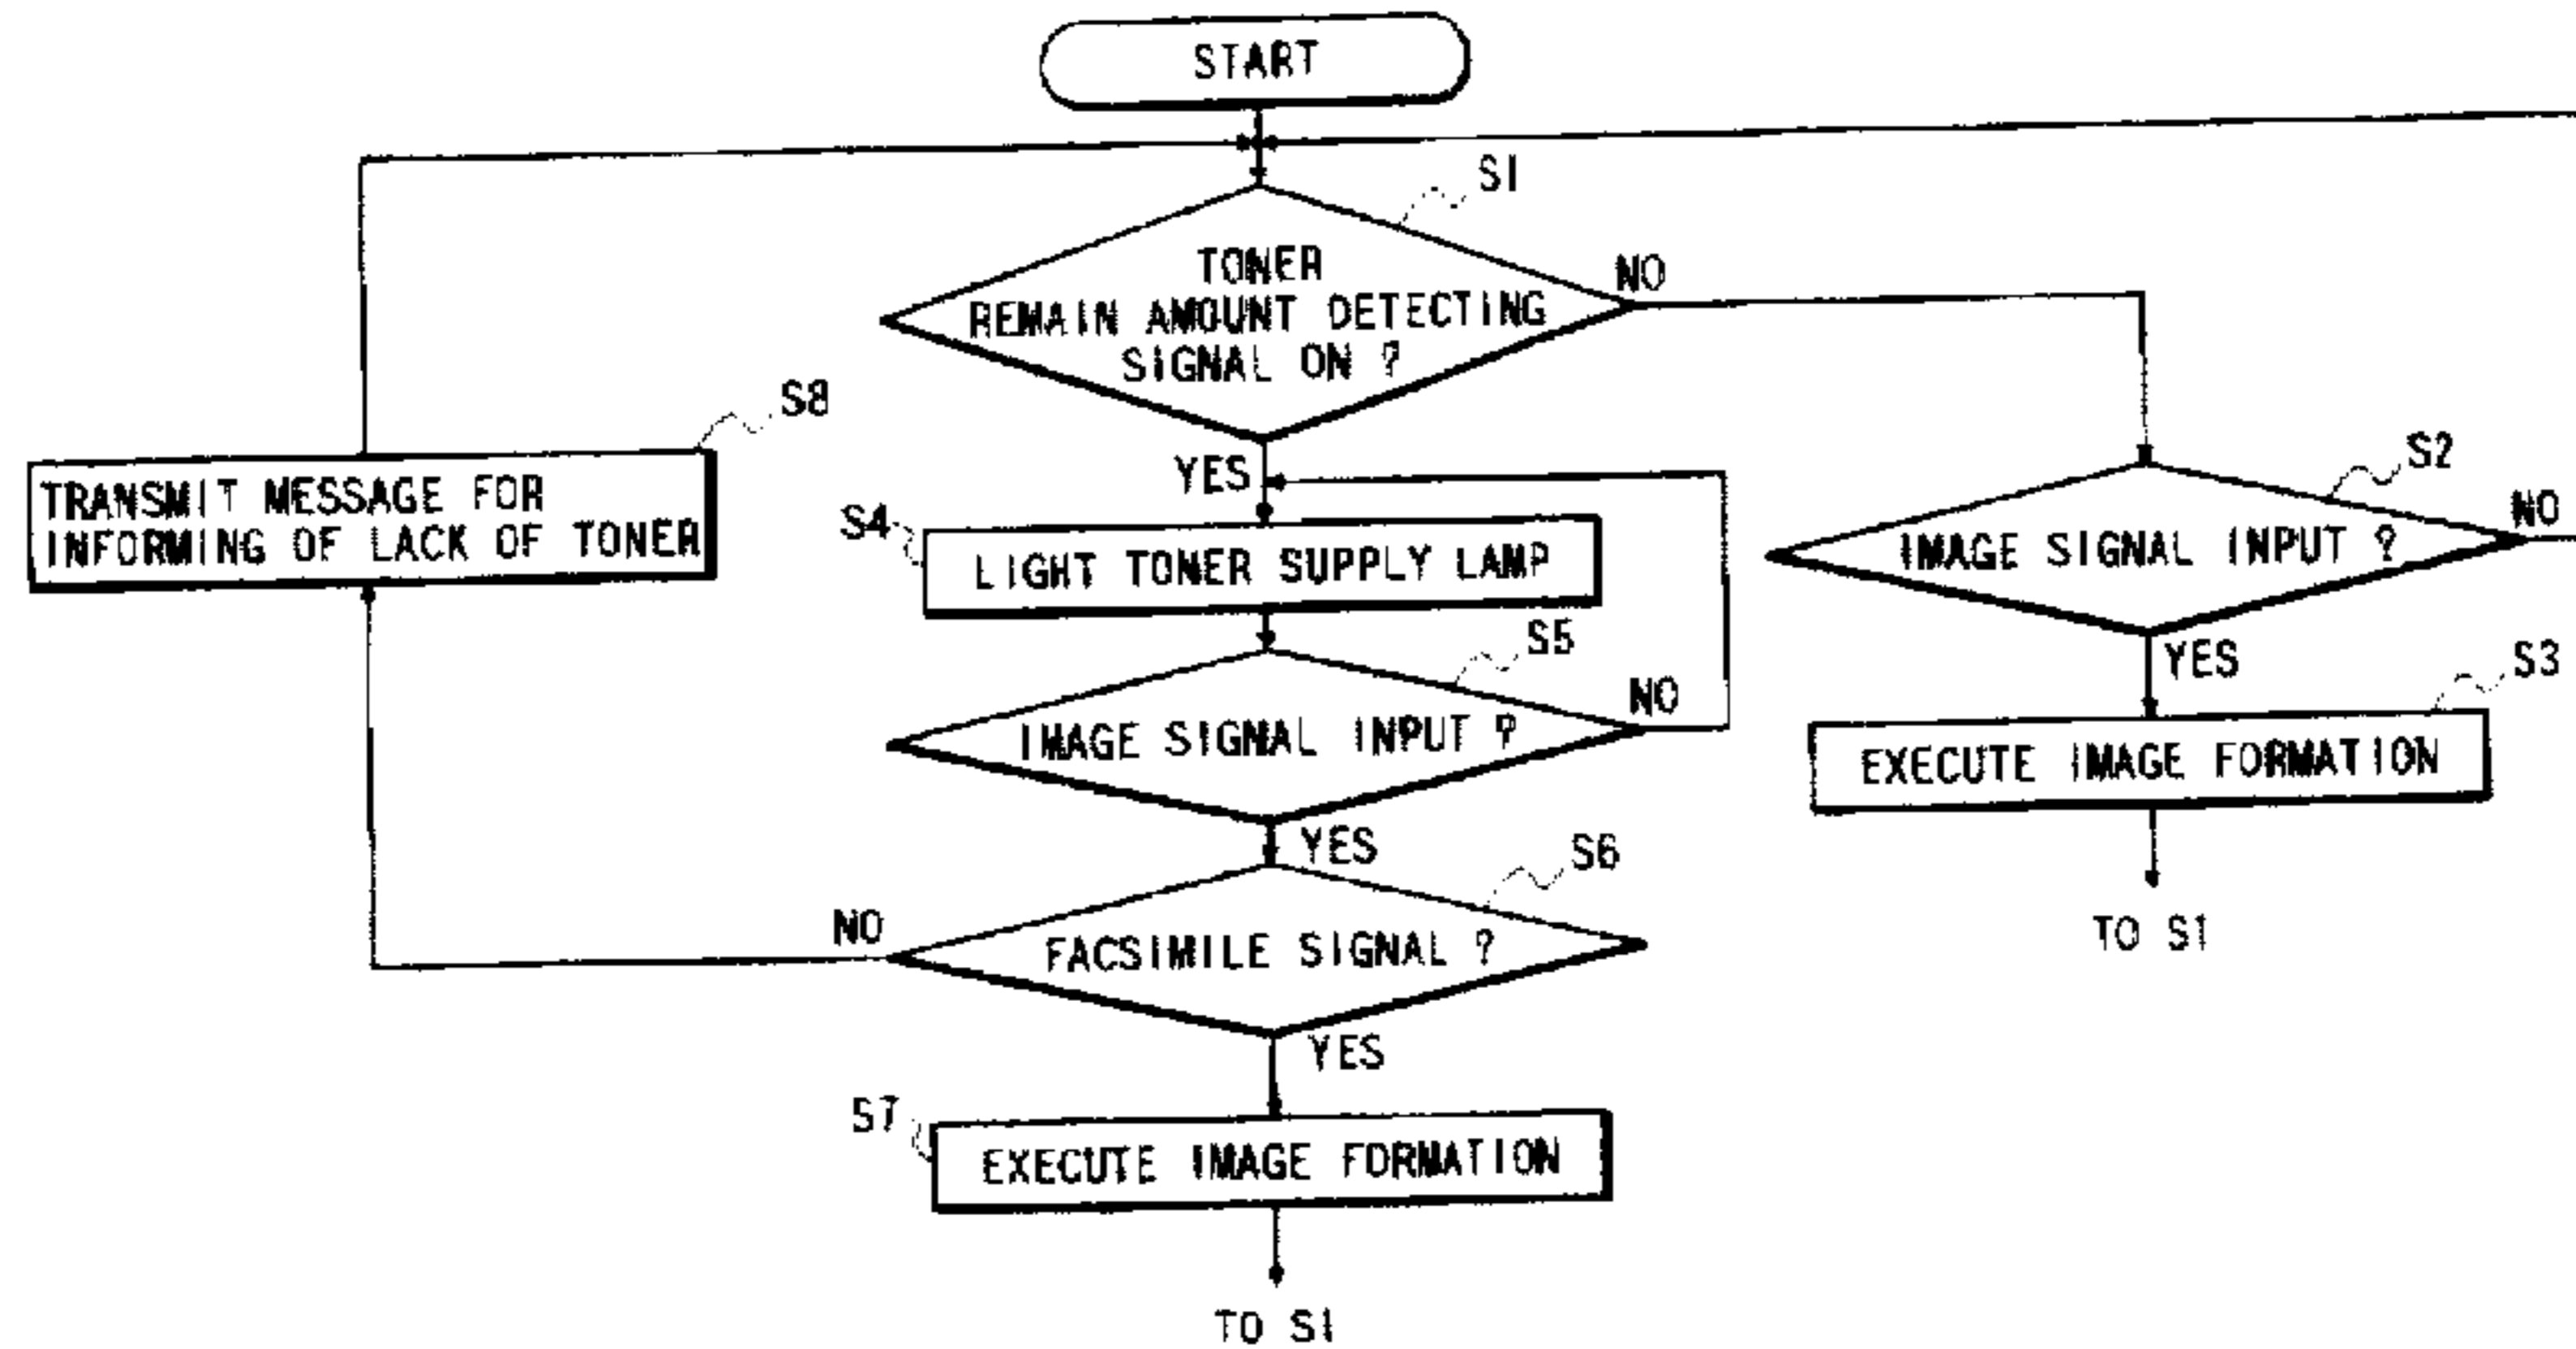 START
S1
TONER
REMAIN AMOUNT DETECTING
SIGNAL ON ?
NO
YES
S8
TRANSMIT MESSAGE FOR
INFORMING OF LACK OF TONER
S4
LIGHT TONER SUPPLY LAMP
S2
IMAGE SIGNAL INPUT ?
NO
YES
S5
IMAGE SIGNAL INPUT ?
NO
YES
S3
EXECUTE IMAGE FORMATION
TO S1
S6
FACSIMILE SIGNAL ?
NO
YES
S7
EXECUTE IMAGE FORMATION
TO S1